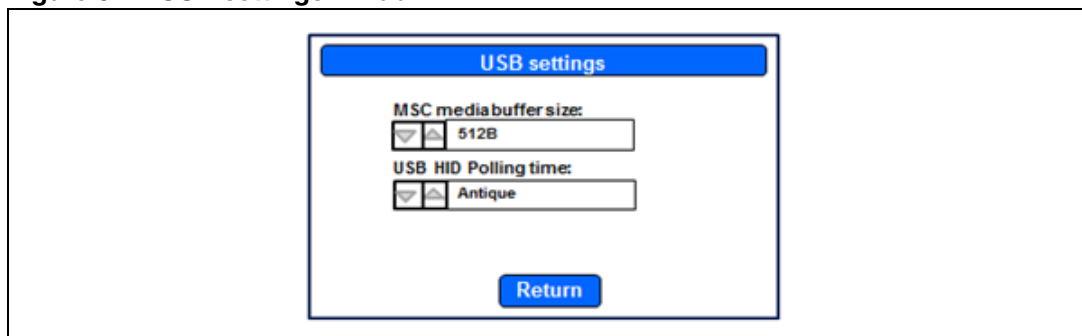 USB settings
MSC media buffer size:
512B
USB HID Polling time:
Antique
Return